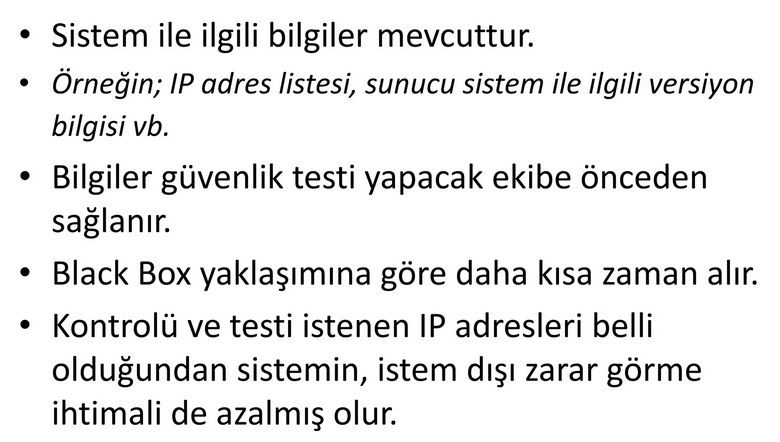 • Sistem ile ilgili bilgiler mevcuttur.
• Örneğin; IP adres listesi, sunucu sistem ile ilgili versiyon
bilgisi vb.
• Bilgiler güvenlik testi yapacak ekibe önceden
sağlanır.
• Black Box yaklaşımına göre daha kısa zaman alır.
• Kontrolü ve testi istenen IP adresleri belli
olduğundan sistemin, istem dışı zarar görme
ihtimali de azalmış olur.